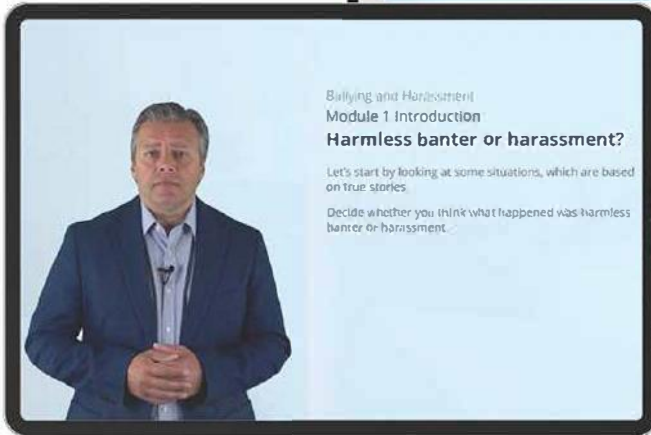 Bullying and Harassment
Module 1 Introduction
Harmless banter or harassment?
Let's start by looking at some situations, which are based
on true stories.
Decide whether you think what happened was harmless
banter or harassment.